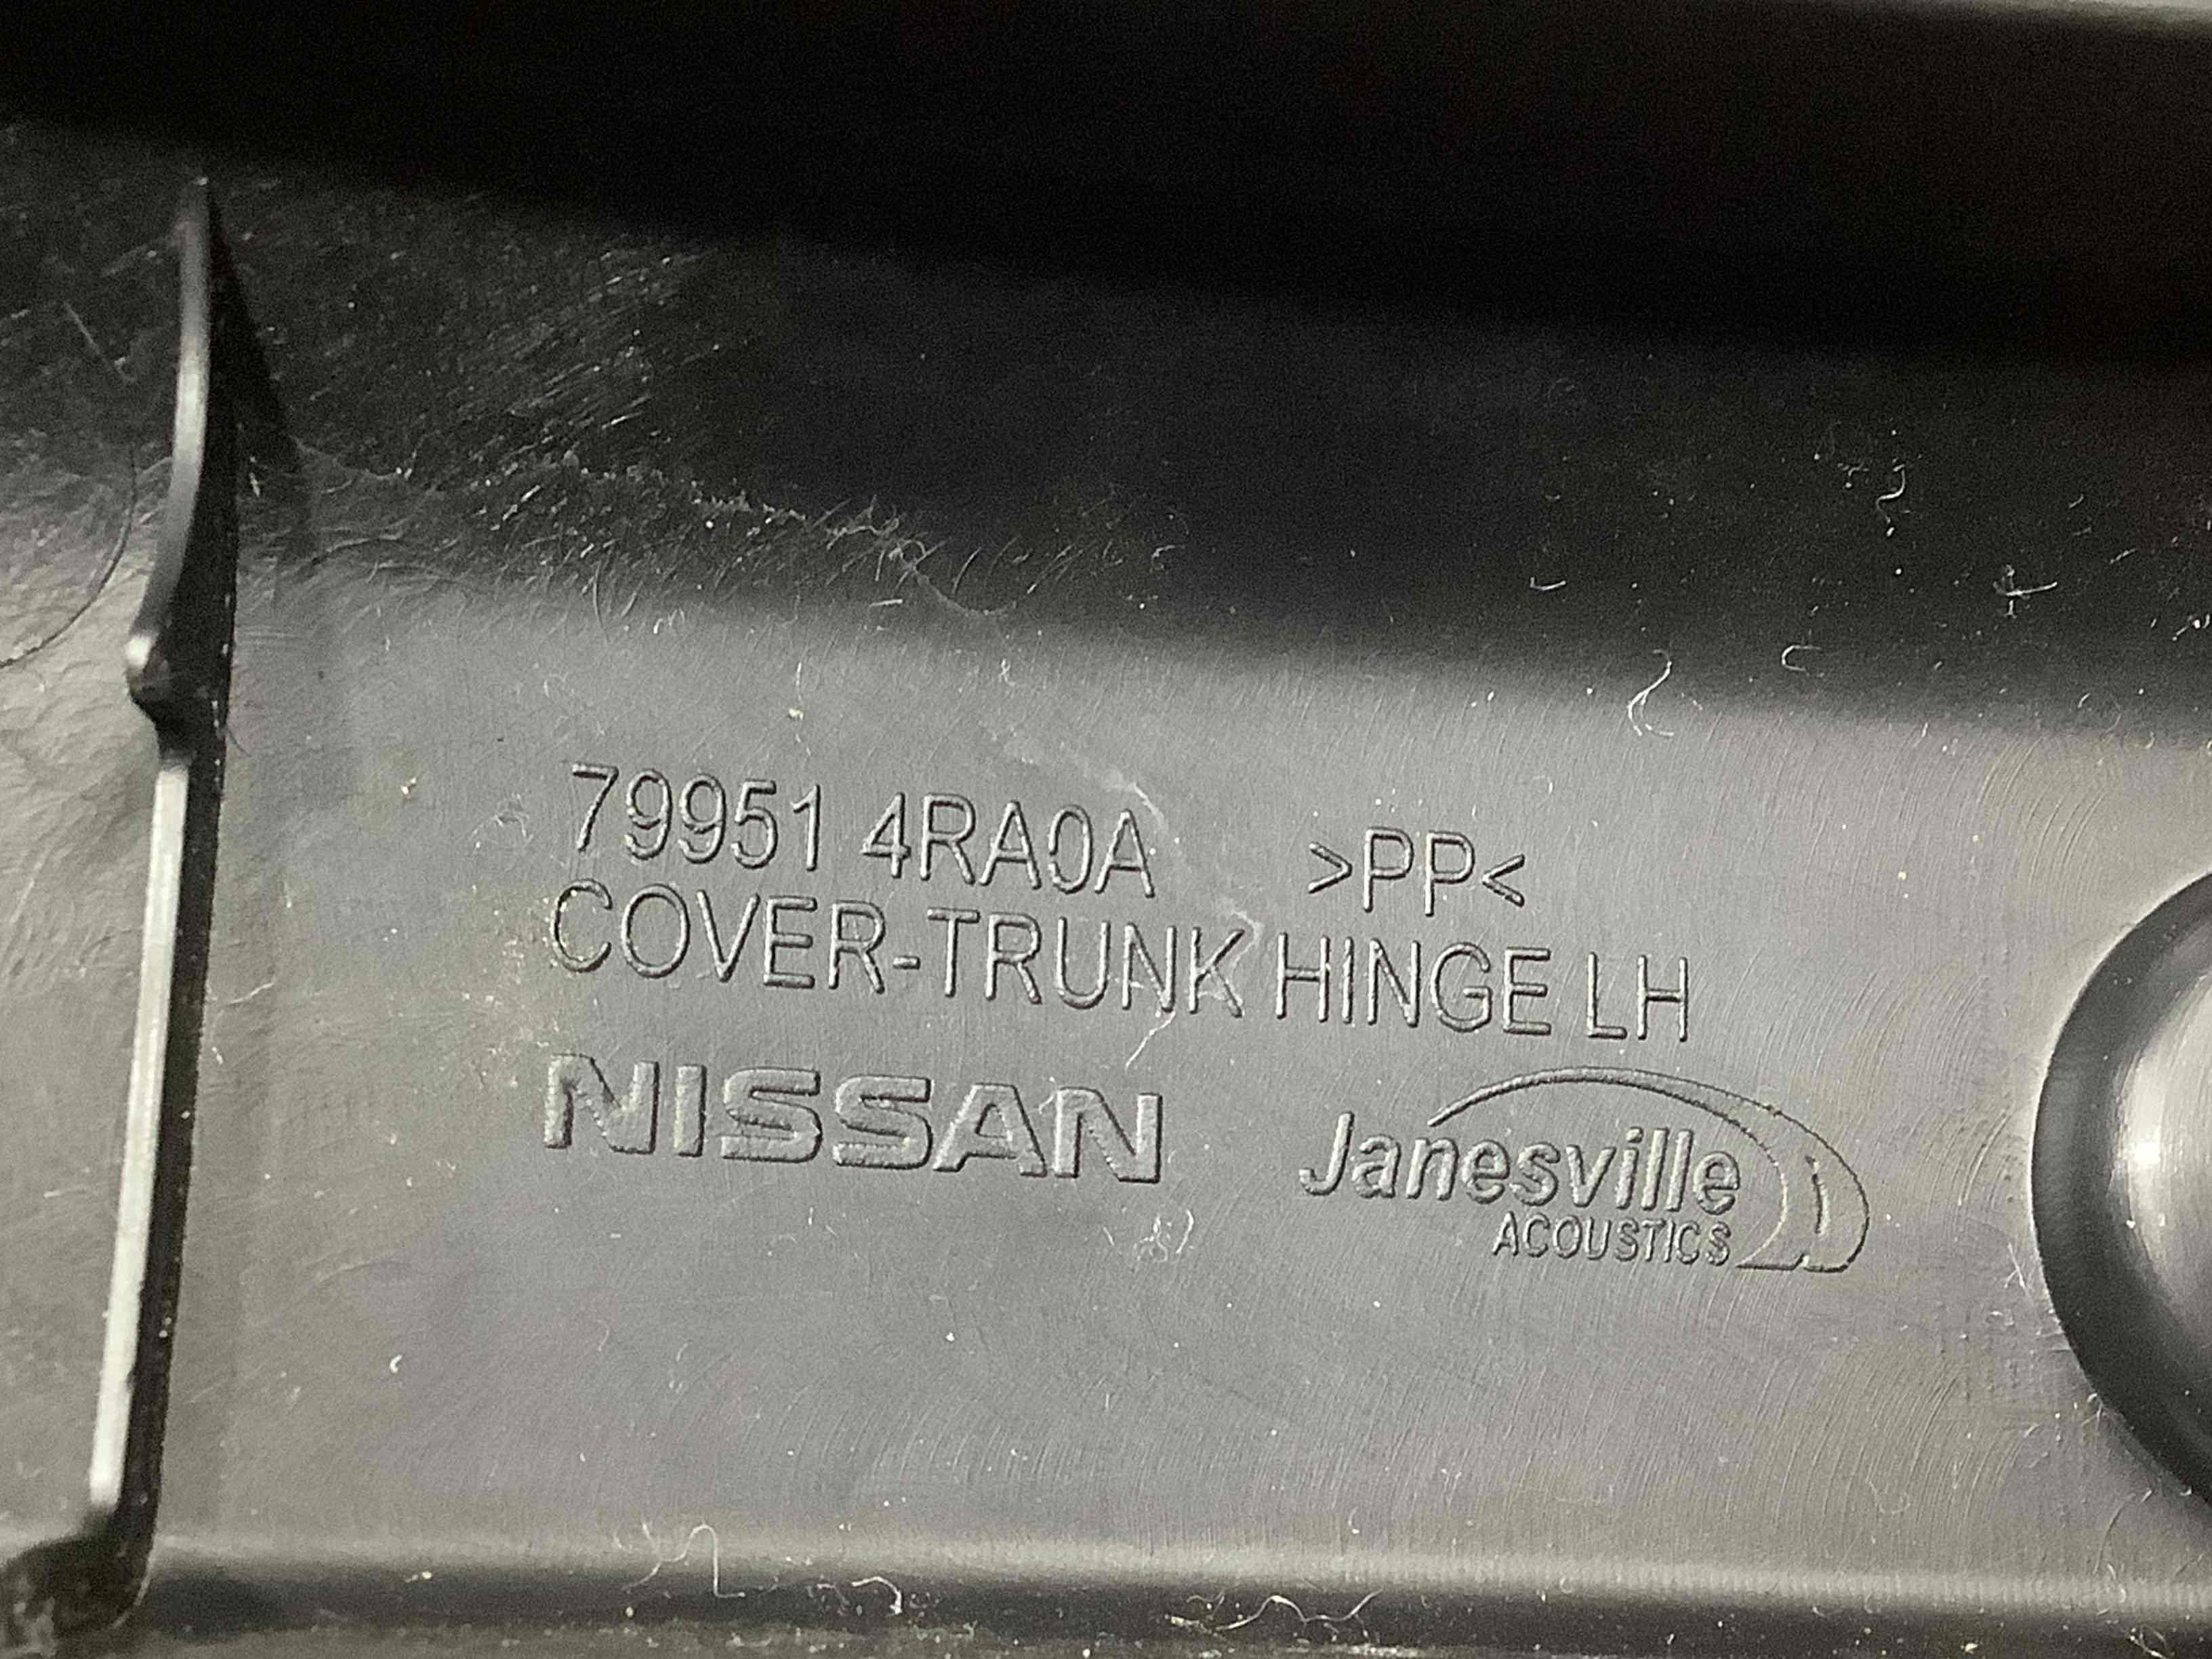 79951 4RA0A >PP<
COVER-TRUNK HINGE LH
NISSAN Janesville
ACOUSTICS